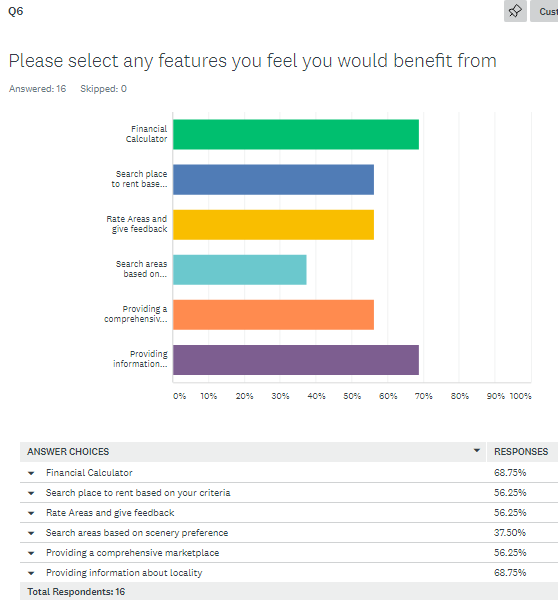 Q6
Cust
Please select any features you feel you would benefit from
Answered: 16 Skipped: 0
Financial
Calculator
Search place
to rent base...
Rate Areas and
give feedback
Search areas
based on...
Providing a
comprehensiv...
Providing
information...
0% 10% 20% 30% 40% 50% 60% 70% 80% 90% 100%
ANSWER CHOICES RESPONSES
Financial Calculator 68.75%
Search place to rent based on your criteria 56.25%
Rate Areas and give feedback 56.25%
Search areas based on scenery preference 37.50%
Providing a comprehensive marketplace 56.25%
Providing information about locality 68.75%
Total Respondents: 16